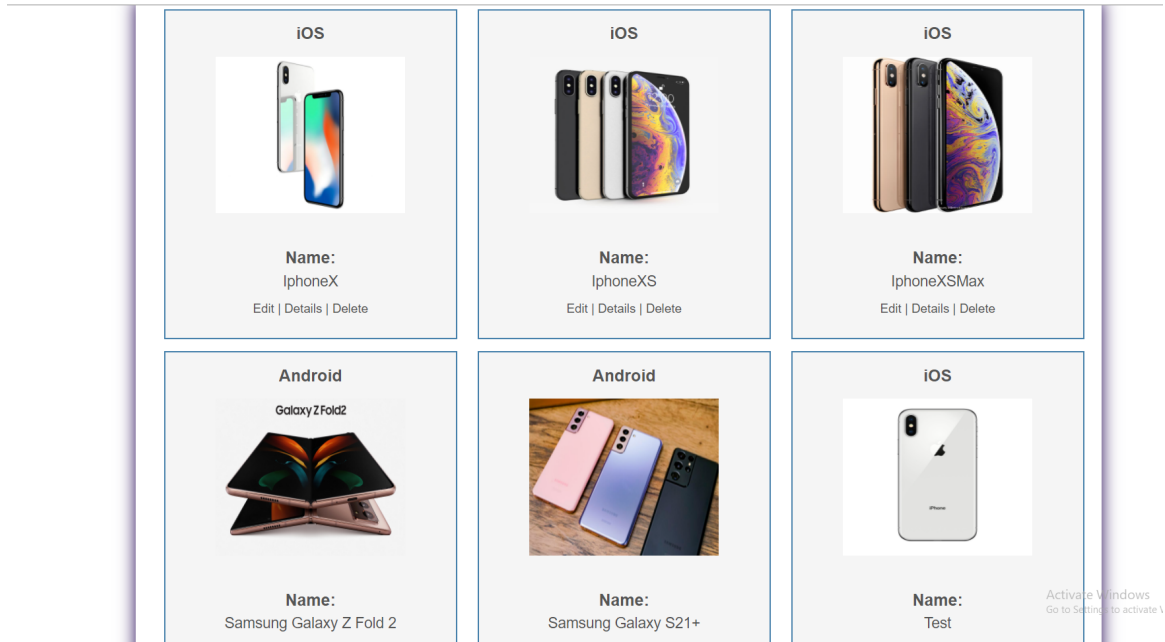 iOS
iOS
iOS
Name:
IphoneX
Edit | Details | Delete
Name:
IphoneXS
Edit | Details | Delete
Name:
IphoneXSMax
Edit | Details | Delete
Android
Android
iOS
Galaxy Z Fold2
iPhone
Name:
Samsung Galaxy Z Fold 2
Name:
Samsung Galaxy S21+
Name:
Test
Activate Windows
Go to Settings to activate